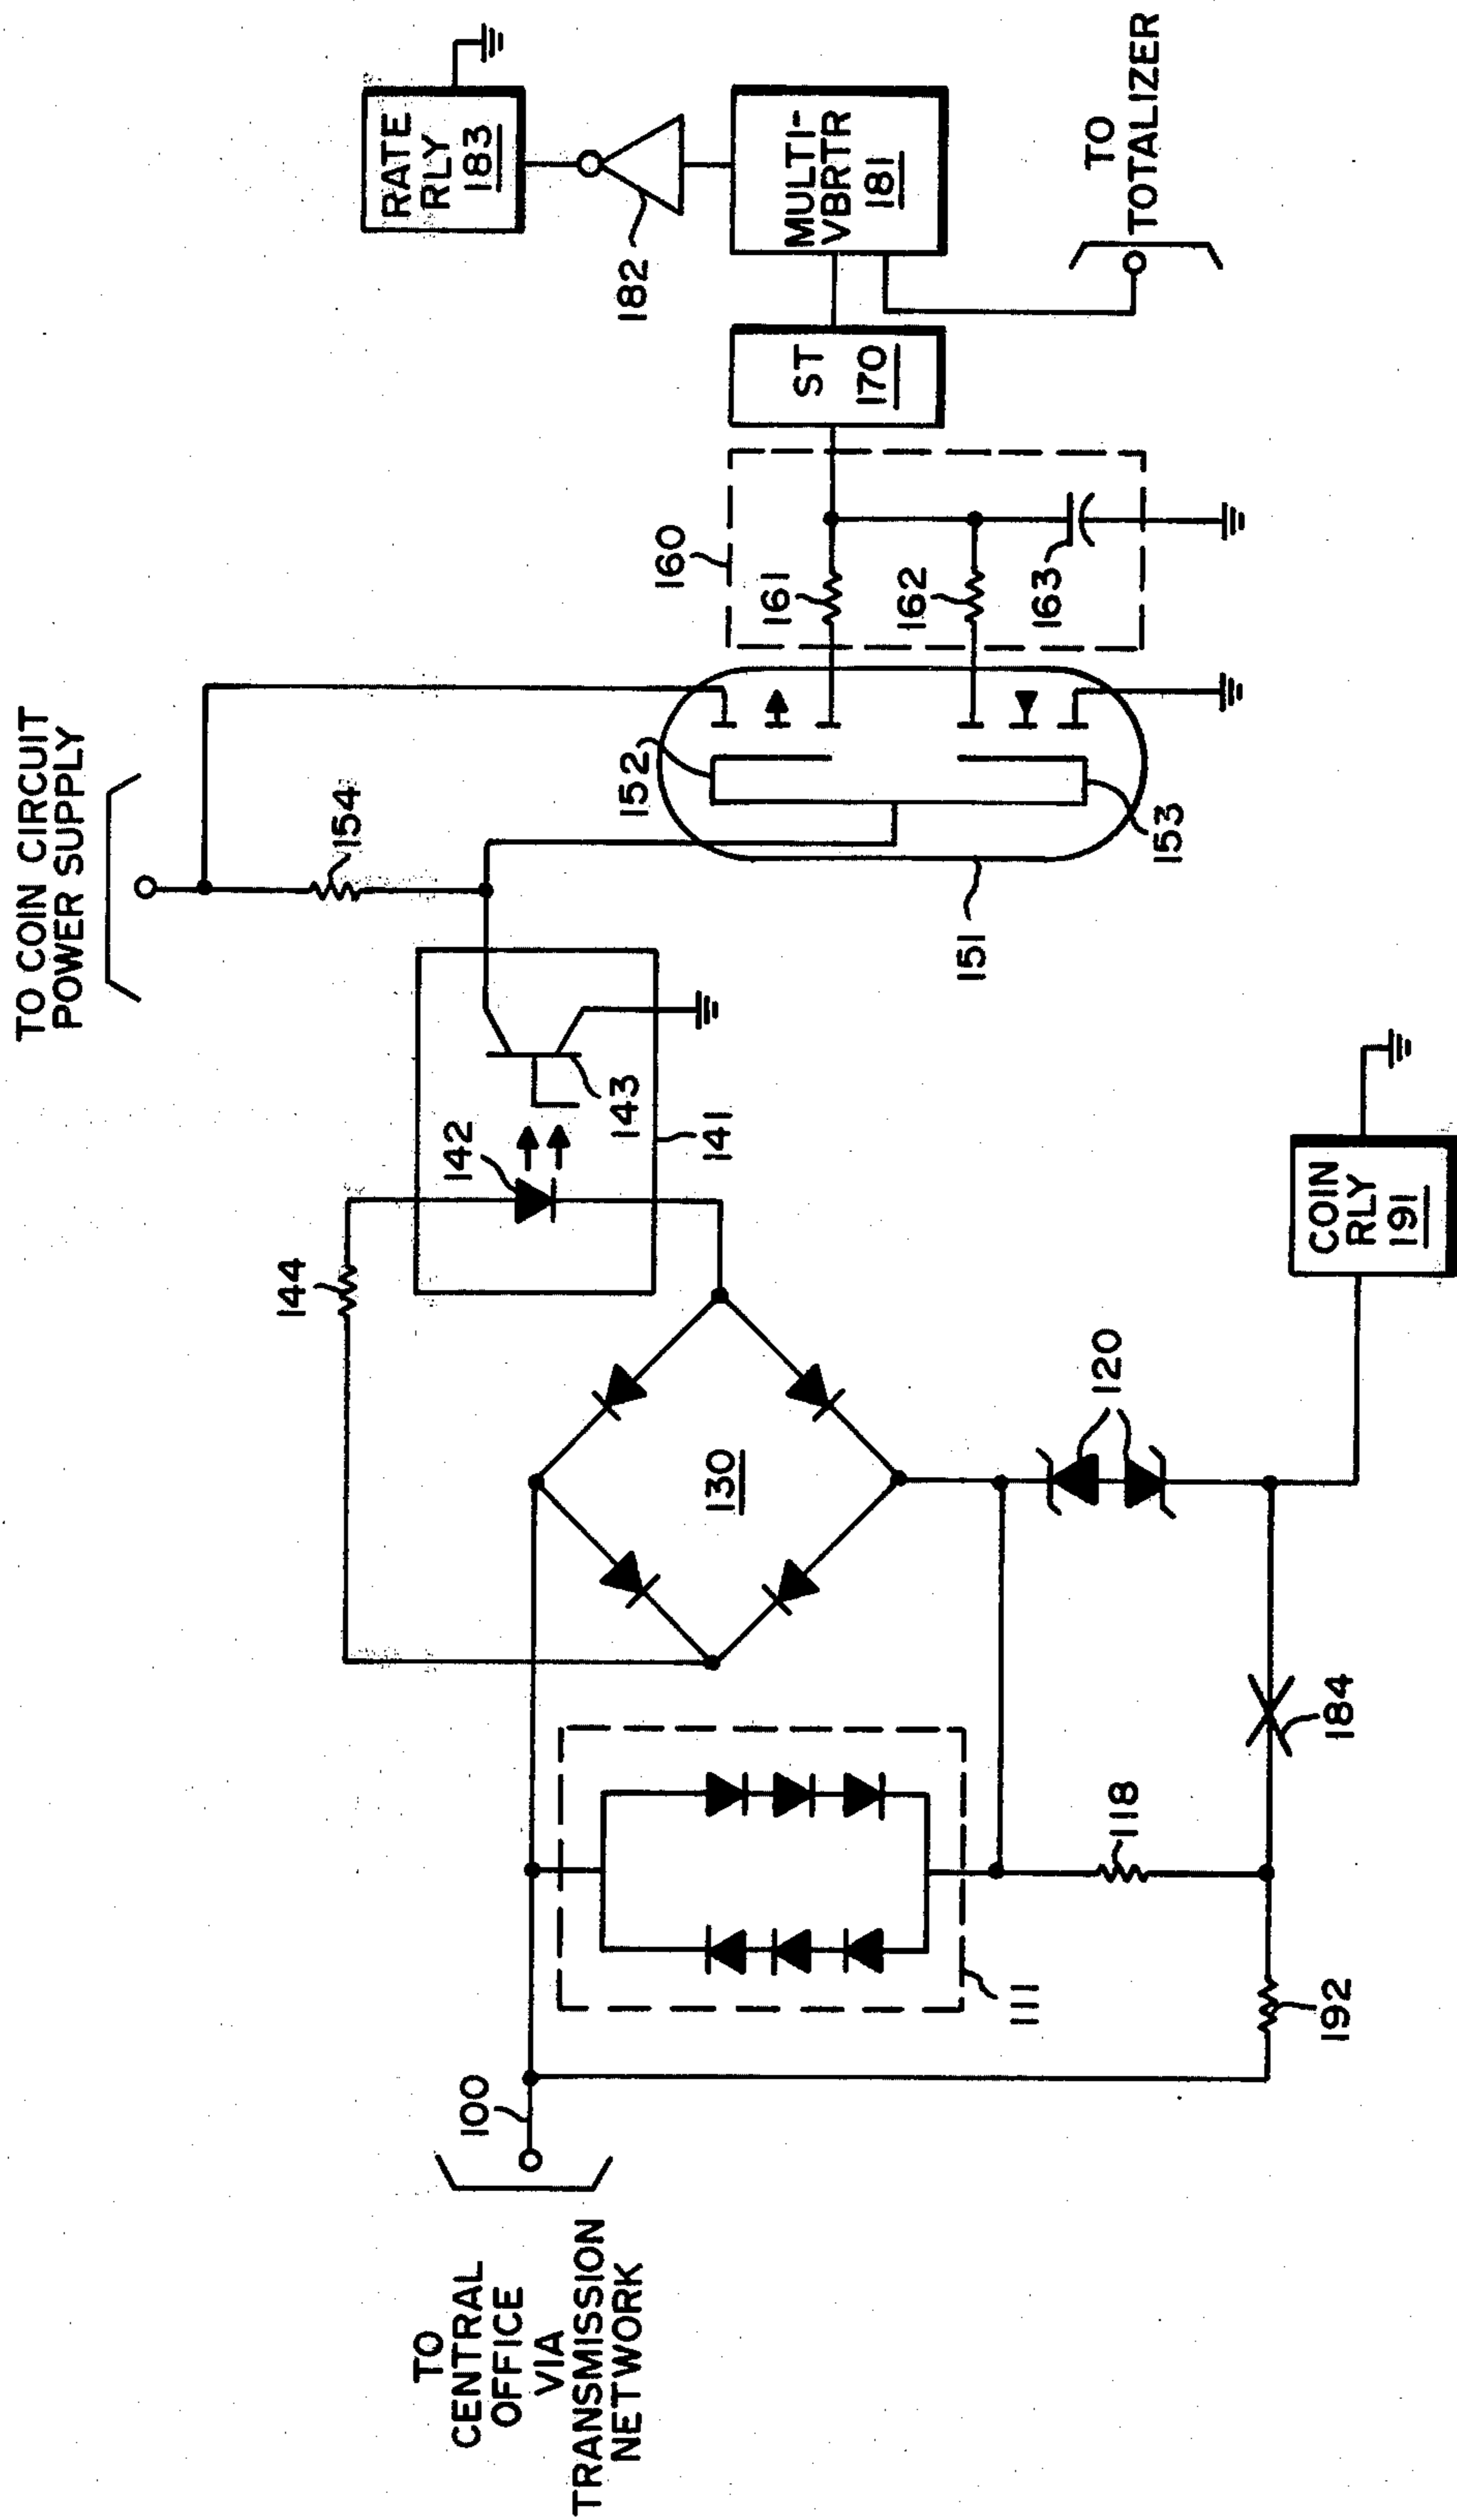 TO
CENTRAL
OFFICE
VIA
TRANSMISSION
NETWORK
100
111
192
118
184
130
120
144
142
143
141
COIN
RLY
191
TO COIN CIRCUIT
POWER SUPPLY
154
151
152
153
160
161
162
163
ST
170
MULTI-
VBRTR
181
182
RATE
RLY
183
TO
TOTALIZER